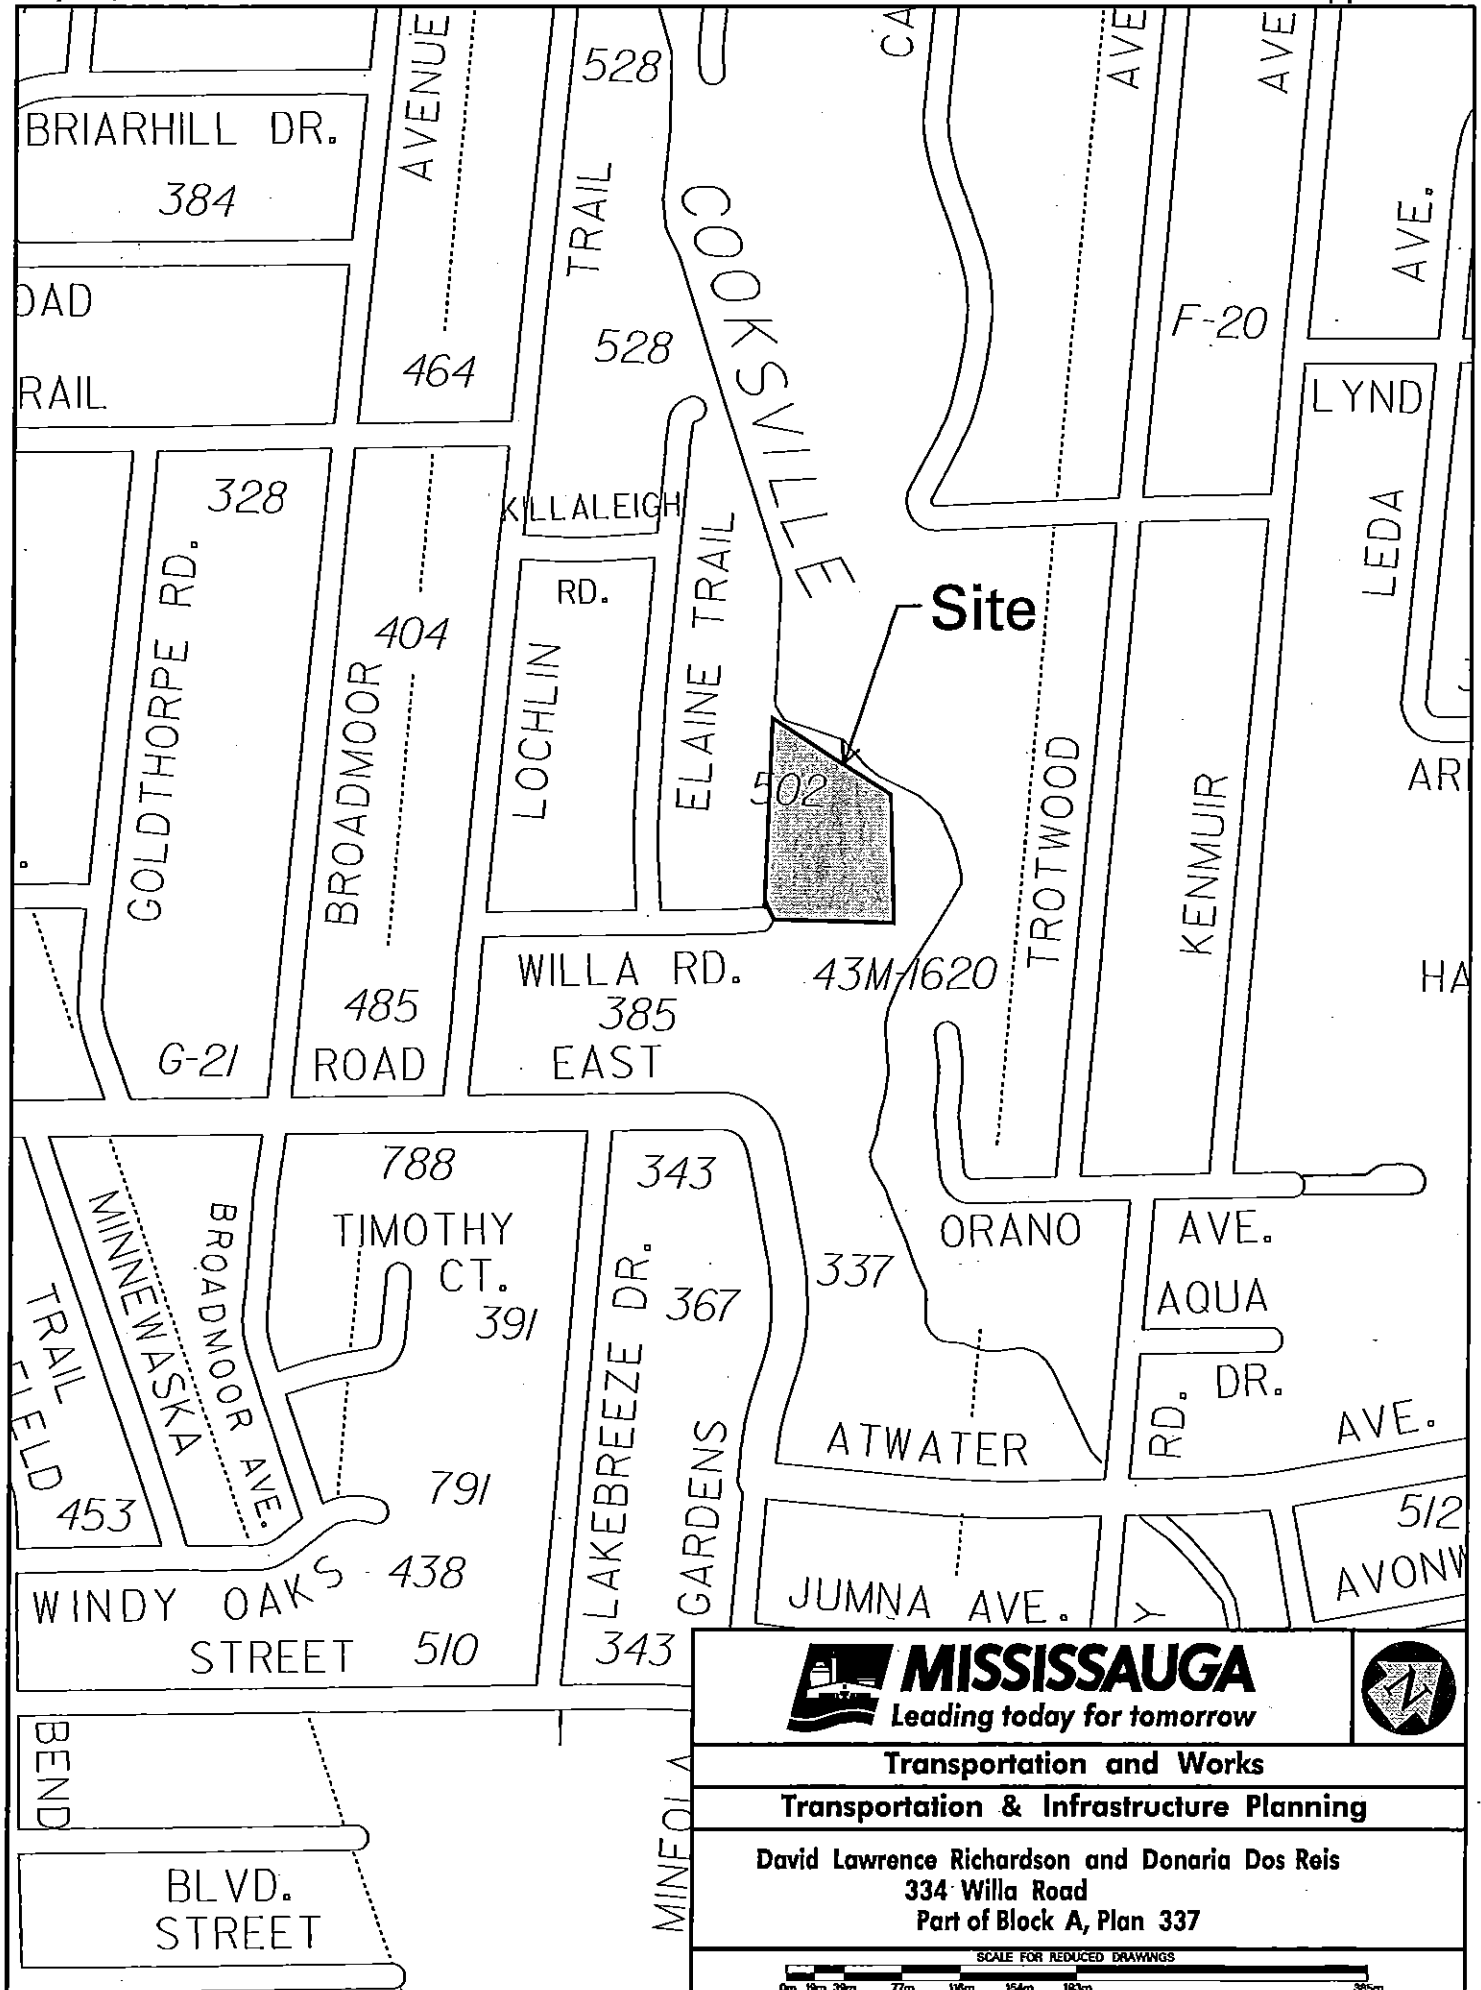 AVENUE
528
CA
AVE
AVE
BRIARHILL DR.
384
TRAIL
COOKSVILLE
AVE.
OAD
528
F-20
RAIL
464
LYND
328
KILLALEIGH
RD.
GOLDTHORPE RD.
404
BROADMOOR
LOCHLIN
ELAINE TRAIL
Site
LEDA
502
TROTWOOD
KENMUIR
HA
WILLA RD.
43M-1620
485
385
G-21
ROAD
EAST
788
343
MINNEWASKA
TRAIL
BROADMOOR AVE.
TIMOTHY
CT.
391
LAKEBREEZE DR.
367
337
ORANO
AVE.
AQUA
DR.
RD.
453
791
GARDENS
ATWATER
AVE.
512
WINDY OAKS
438
JUMNA AVE.
STREET
510
343
MISSISSAUGA
Leading today for tomorrow
N
Transportation and Works
Transportation & Infrastructure Planning
David Lawrence Richardson and Donaria Dos Reis
334 Willa Road
Part of Block A, Plan 337
SCALE FOR REDUCED DRAWINGS
BEND
BLVD.
STREET